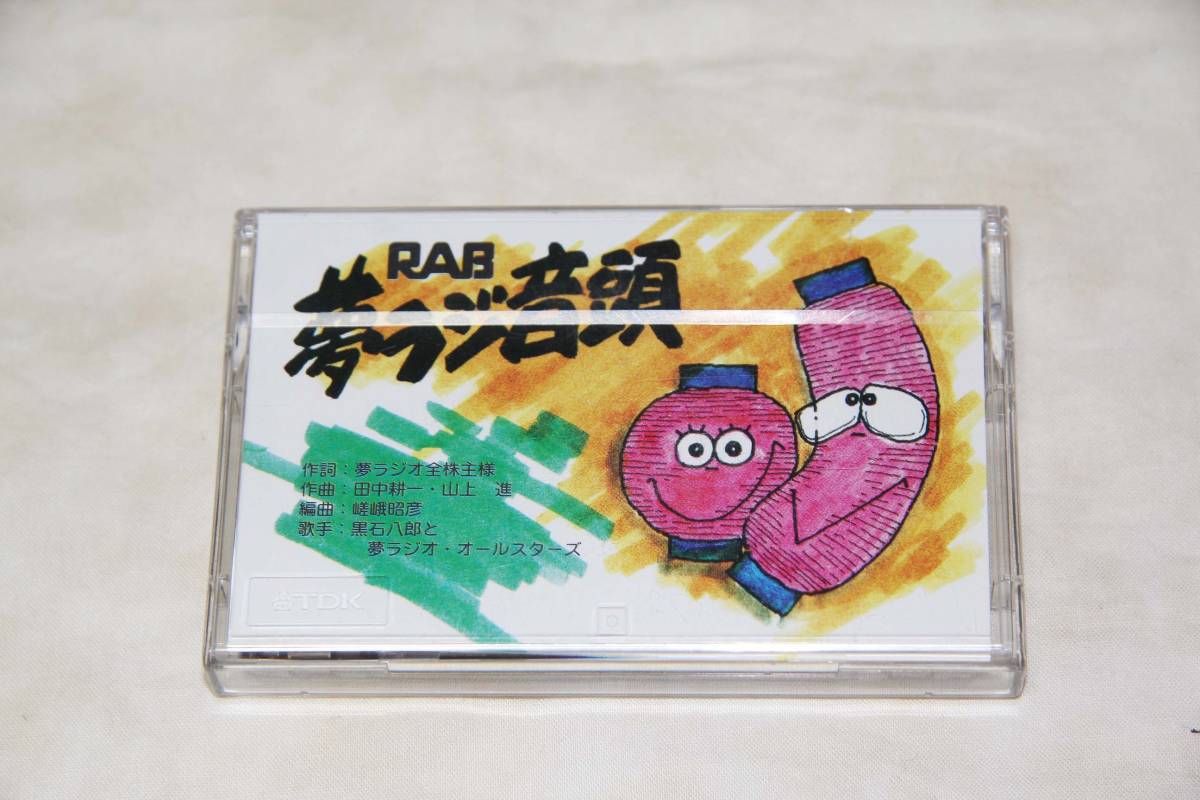 RAB
夢ラジ音頭
作詞：夢ラジオ全株主様
作曲：田中耕一・山上　進
編曲：嵯峨昭彦
歌手：黒石八郎と
夢ラジオ・オールスターズ
TDK